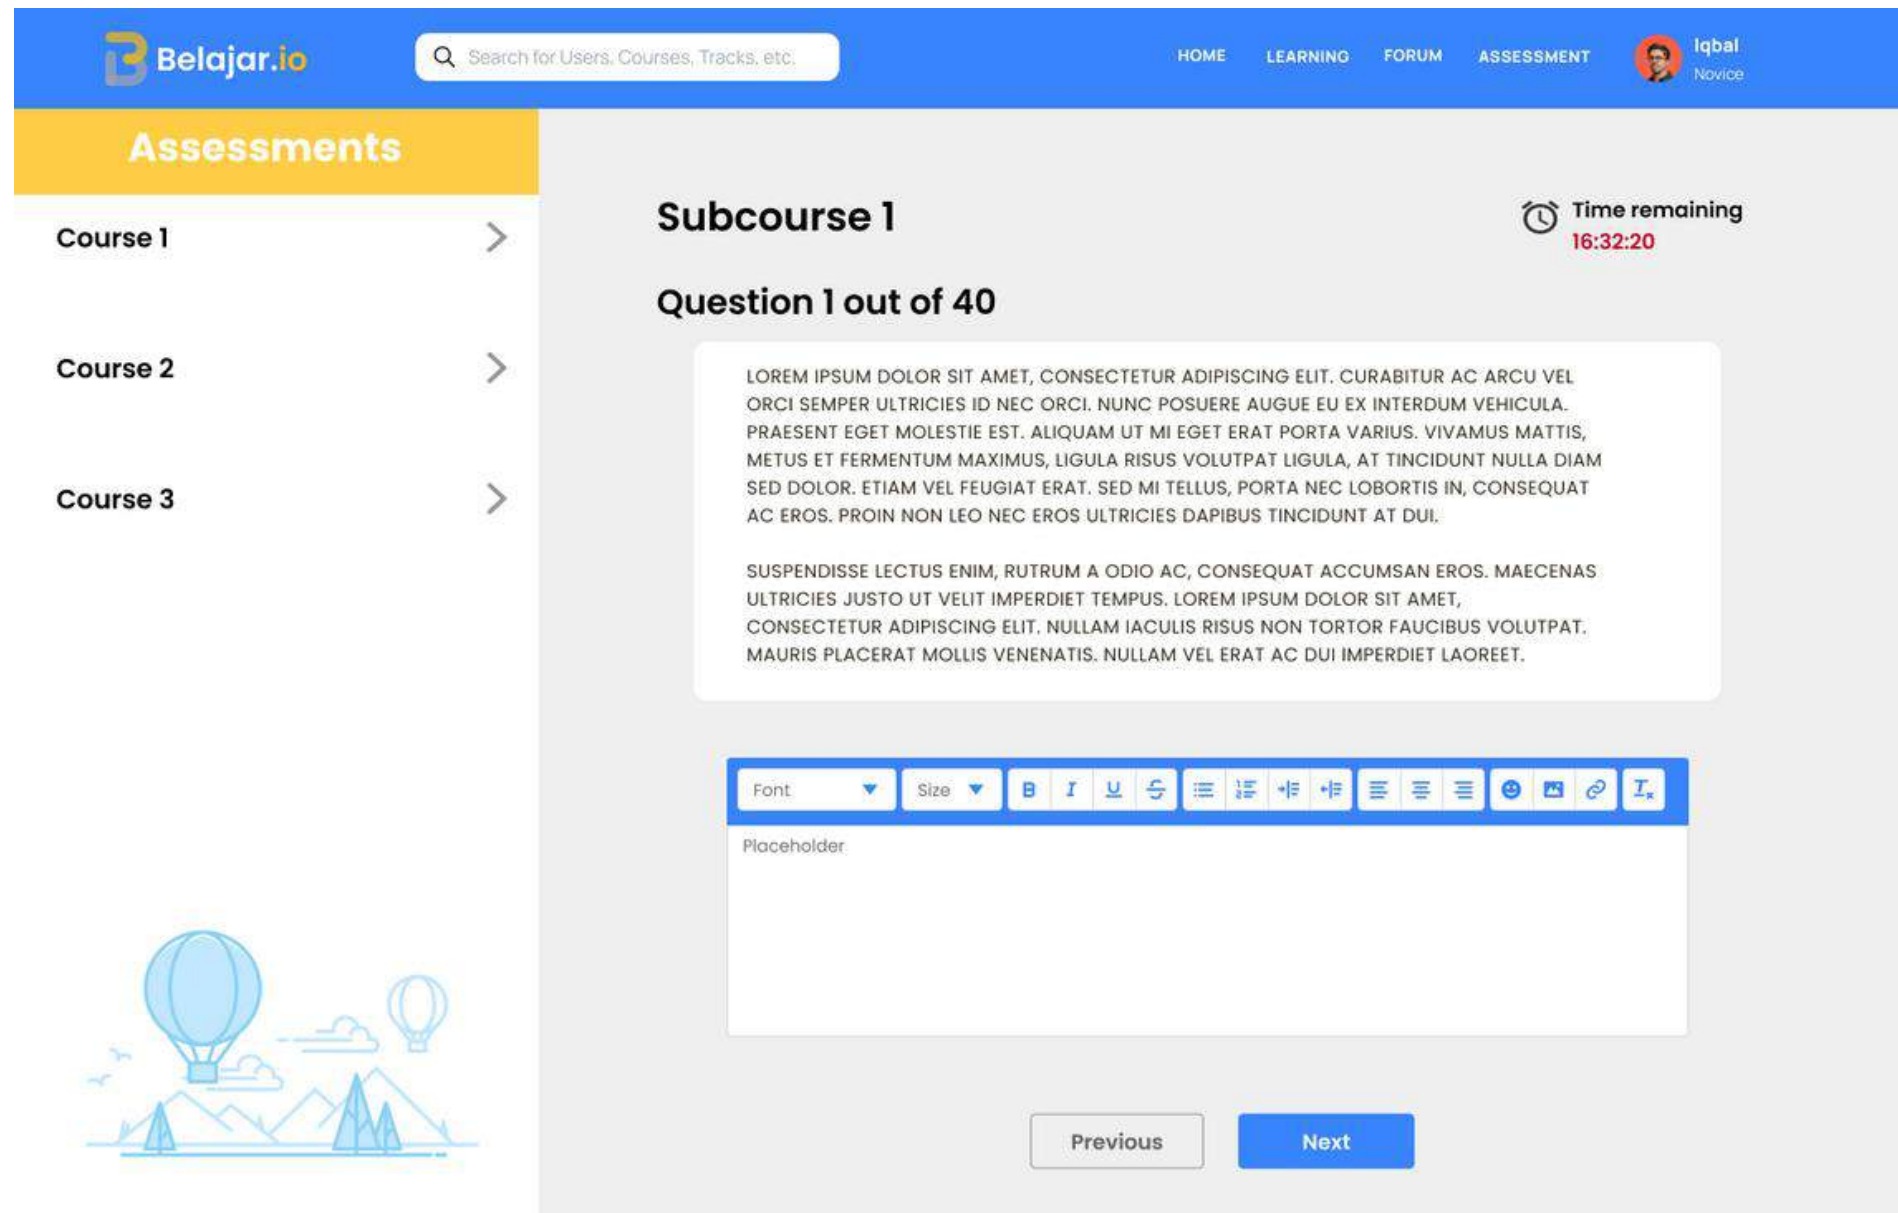 Belajar.io
Search for Users, Courses, Tracks, etc.
HOME LEARNING FORUM ASSESSMENT
Iqbal
Novice
Assessments
Course 1
Course 2
Course 3
Subcourse 1
Time remaining
16:32:20
Question 1 out of 40
LOREM IPSUM DOLOR SIT AMET, CONSECTETUR ADIPISCING ELIT. CURABITUR AC ARCU VEL
ORCI SEMPER ULTRICIES ID NEC ORCI. NUNC POSUERE AUGUE EU EX INTERDUM VEHICULA.
PRAESENT EGET MOLESTIE EST. ALIQUAM UT MI EGET ERAT PORTA VARIUS. VIVAMUS MATTIS,
METUS ET FERMENTUM MAXIMUS, LIGULA RISUS VOLUTPAT LIGULA, AT TINCIDUNT NULLA DIAM
SED DOLOR. ETIAM VEL FEUGIAT ERAT. SED MI TELLUS, PORTA NEC LOBORTIS IN, CONSEQUAT
AC EROS. PROIN NON LEO NEC EROS ULTRICIES DAPIBUS TINCIDUNT AT DUI.
SUSPENDISSE LECTUS ENIM, RUTRUM A ODIO AC, CONSEQUAT ACCUMSAN EROS. MAECENAS
ULTRICIES JUSTO UT VELIT IMPERDIET TEMPUS. LOREM IPSUM DOLOR SIT AMET,
CONSECTETUR ADIPISCING ELIT. NULLAM IACULIS RISUS NON TORTOR FAUCIBUS VOLUTPAT.
MAURIS PLACERAT MOLLIS VENENATIS. NULLAM VEL ERAT AC DUI IMPERDIET LAOREET.
Font Size B I U S
Placeholder
Previous Next